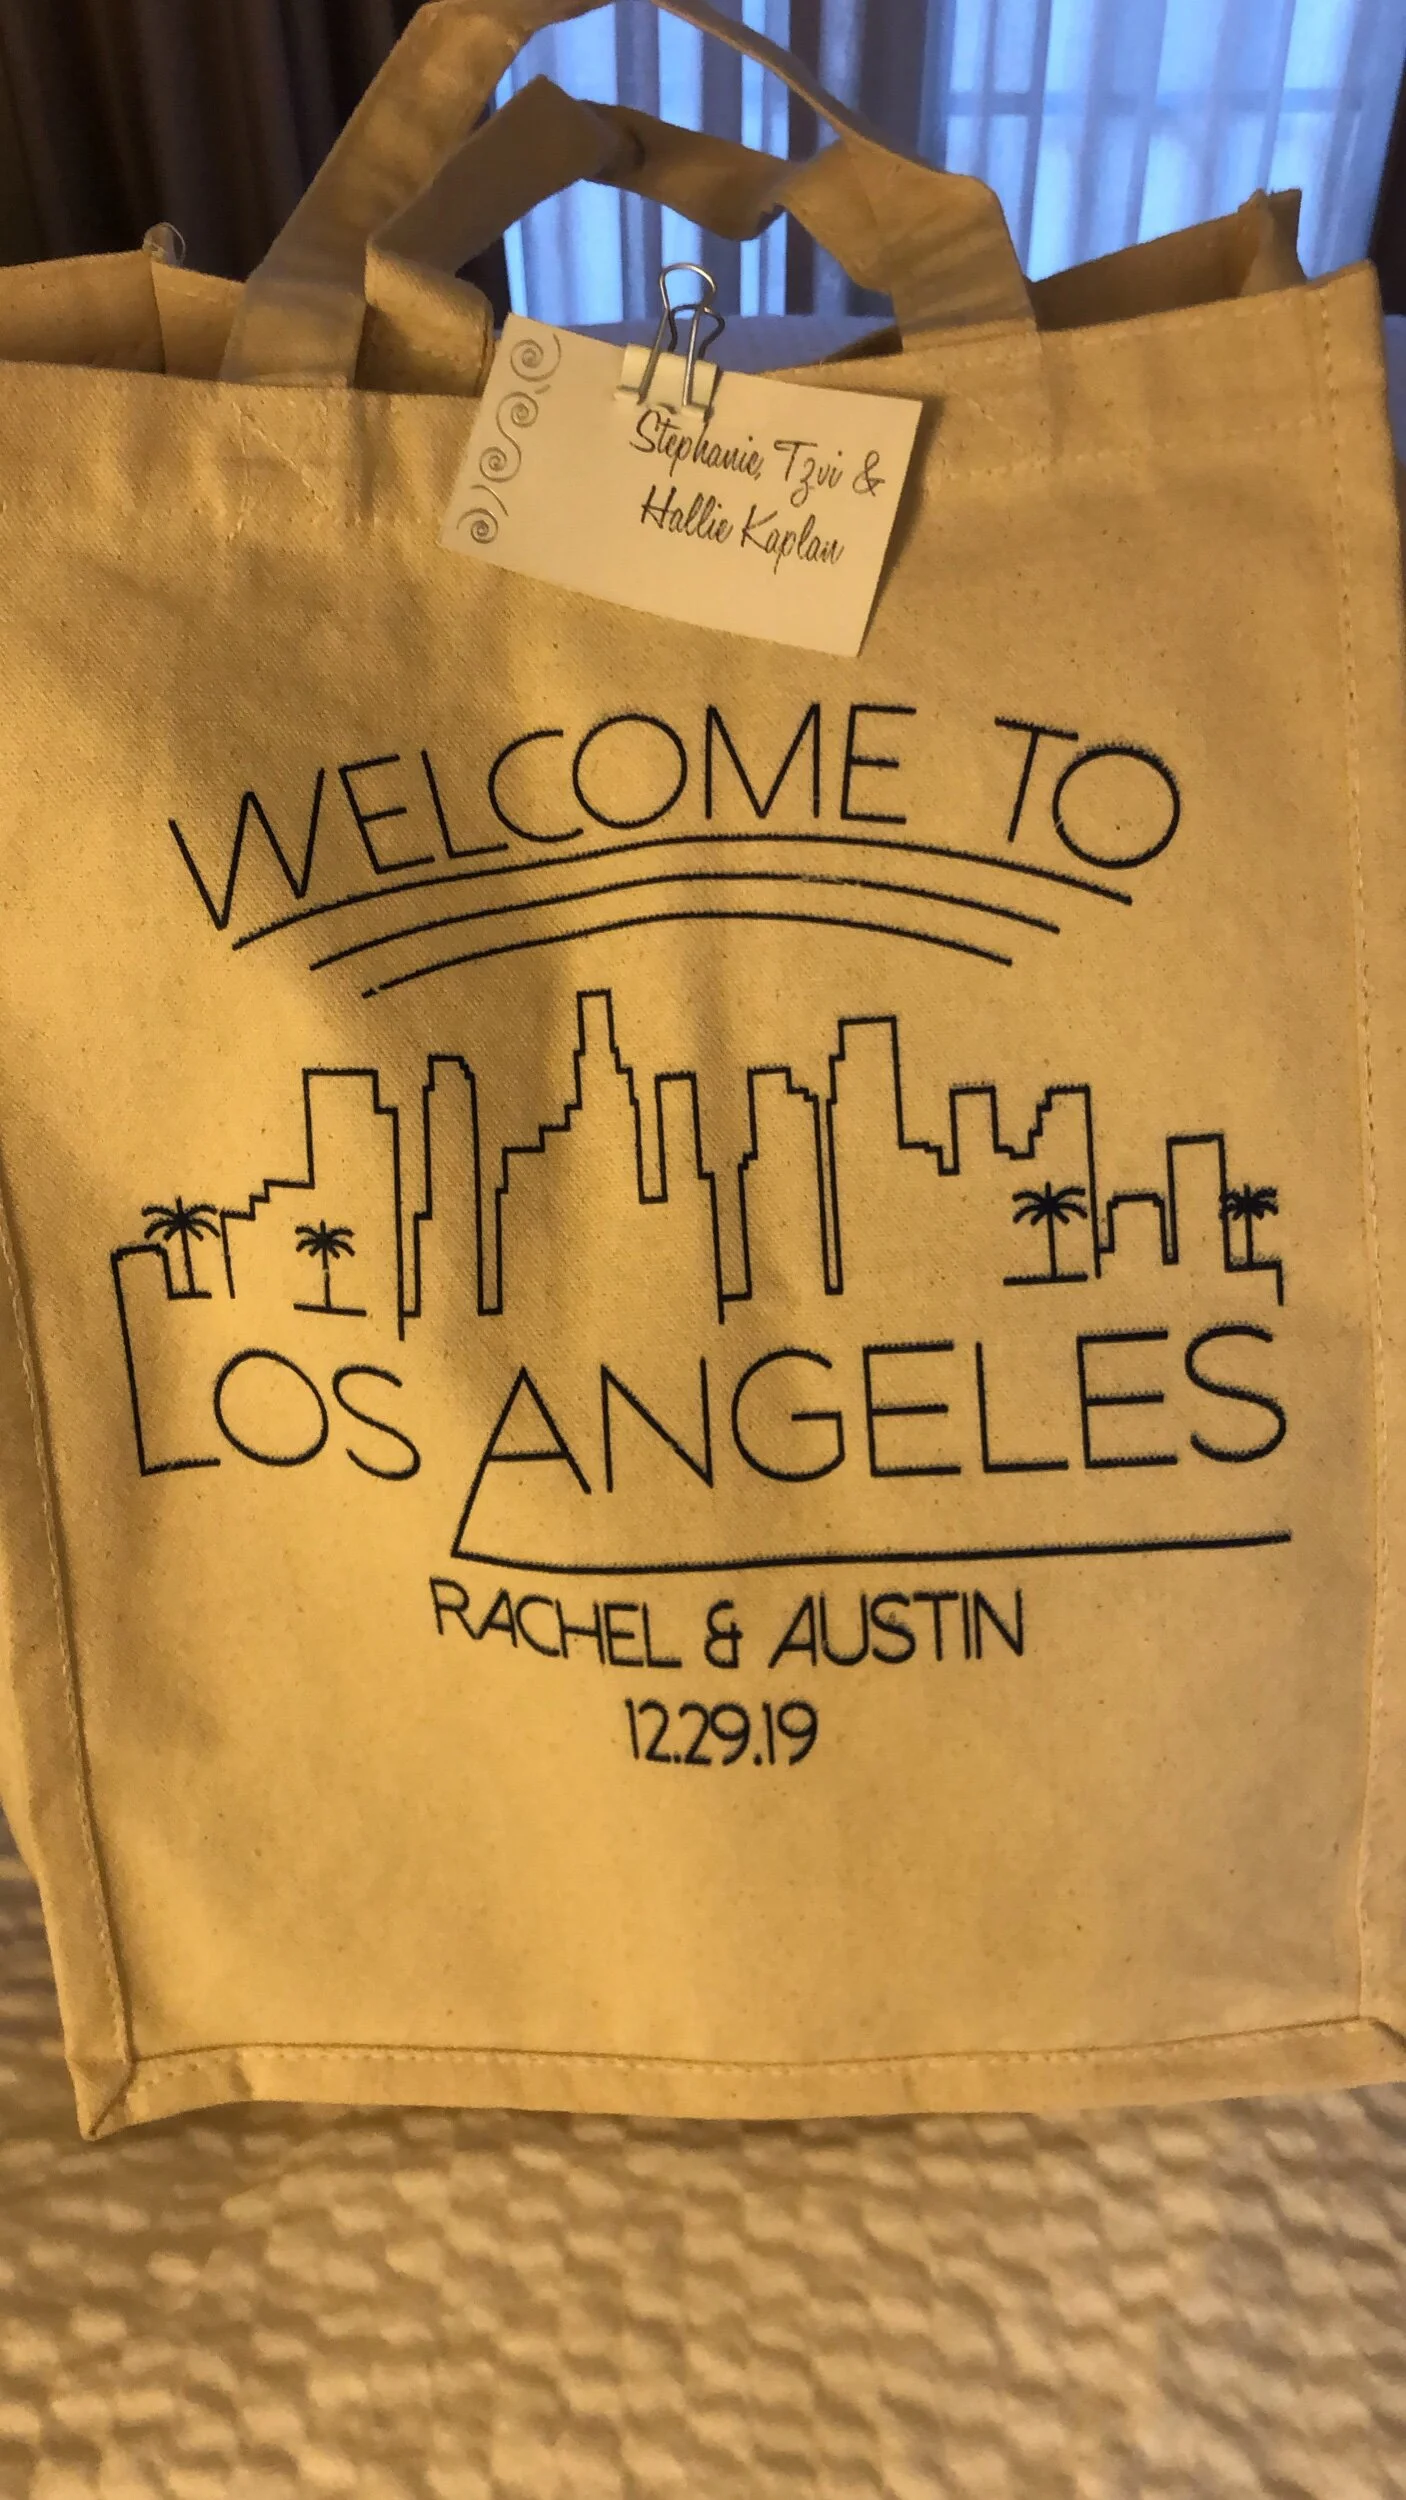 Stephanie, Tzvi &
Hallie Kaplan
WELCOME TO
LOS ANGELES
RACHEL & AUSTIN
12.29.19